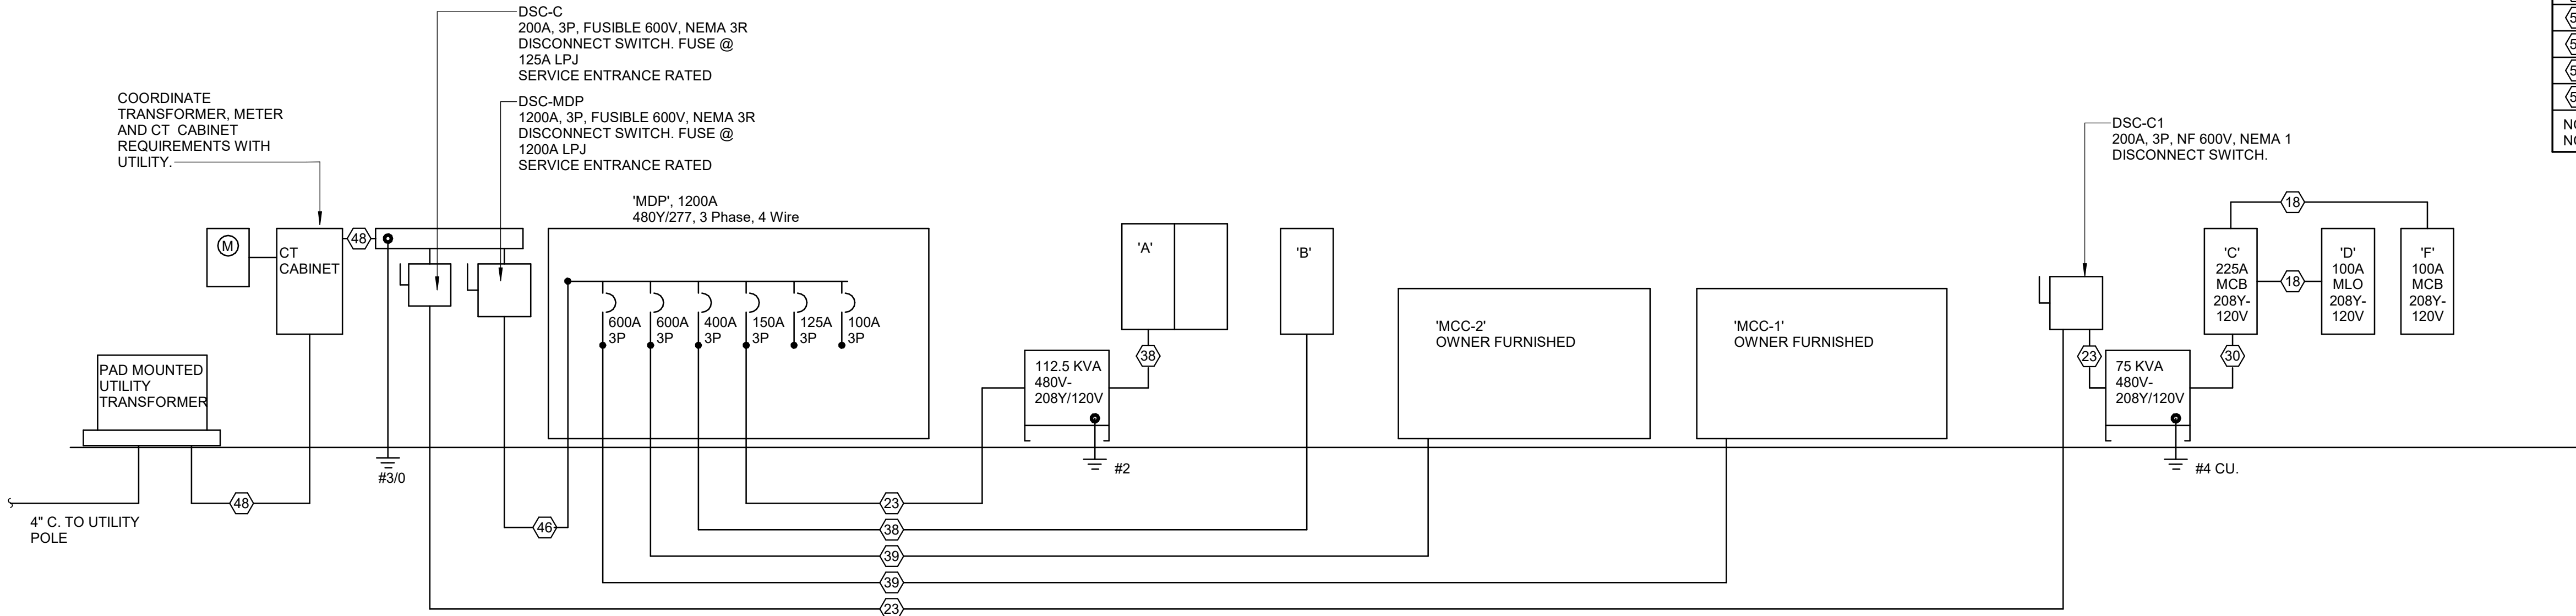 DSC-C
200A, 3P, FUSIBLE 600V, NEMA 3R
DISCONNECT SWITCH. FUSE @
125A LPJ
SERVICE ENTRANCE RATED
DSC-MDP
1200A, 3P, FUSIBLE 600V, NEMA 3R
DISCONNECT SWITCH. FUSE @
1200A LPJ
SERVICE ENTRANCE RATED
COORDINATE
TRANSFORMER, METER
AND CT CABINET
REQUIREMENTS WITH
UTILITY.
'MDP', 1200A
480Y/277, 3 Phase, 4 Wire
M
CT
CABINET
48
600A
3P
600A
3P
400A
3P
150A
3P
125A
3P
100A
3P
PAD MOUNTED
UTILITY
TRANSFORMER
48
4" C. TO UTILITY
POLE
#3/0
46
'A'
38
112.5 KVA
480V-
208Y/120V
#2
'B'
'MCC-2'
OWNER FURNISHED
'MCC-1'
OWNER FURNISHED
23
38
39
39
23
DSC-C1
200A, 3P, NF 600V, NEMA 1
DISCONNECT SWITCH.
18
'C'
225A
MCB
208Y-
120V
18
'D'
100A
MLO
208Y-
120V
'F'
100A
MCB
208Y-
120V
23
30
75 KVA
480V-
208Y/120V
#4 CU.